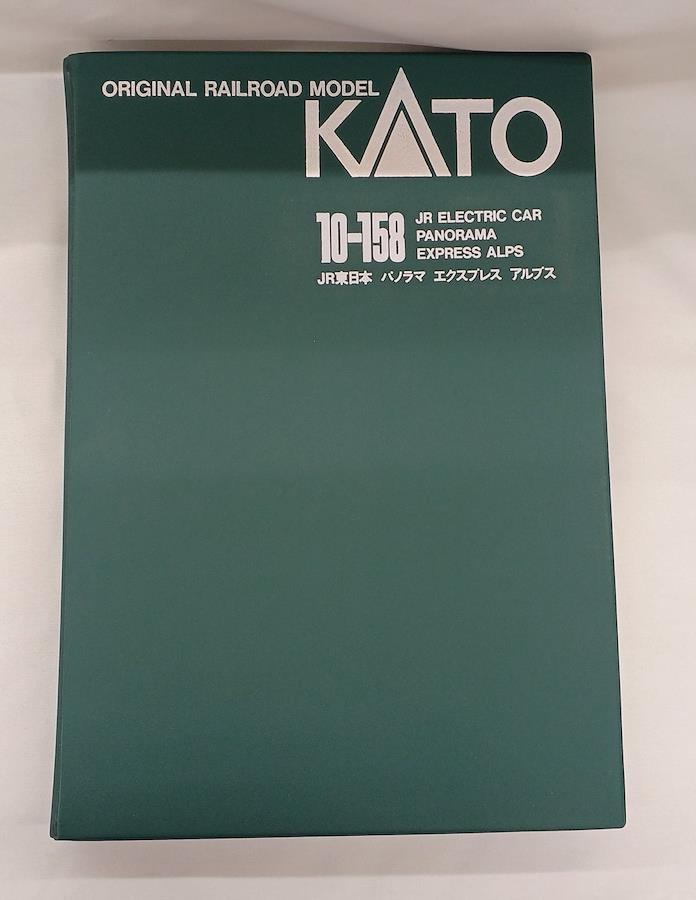 ORIGINAL RAILROAD MODEL
KATO
10-158
JR ELECTRIC CAR
PANORAMA
EXPRESS ALPS
JR東日本 パノラマ エクスプレス アルプス